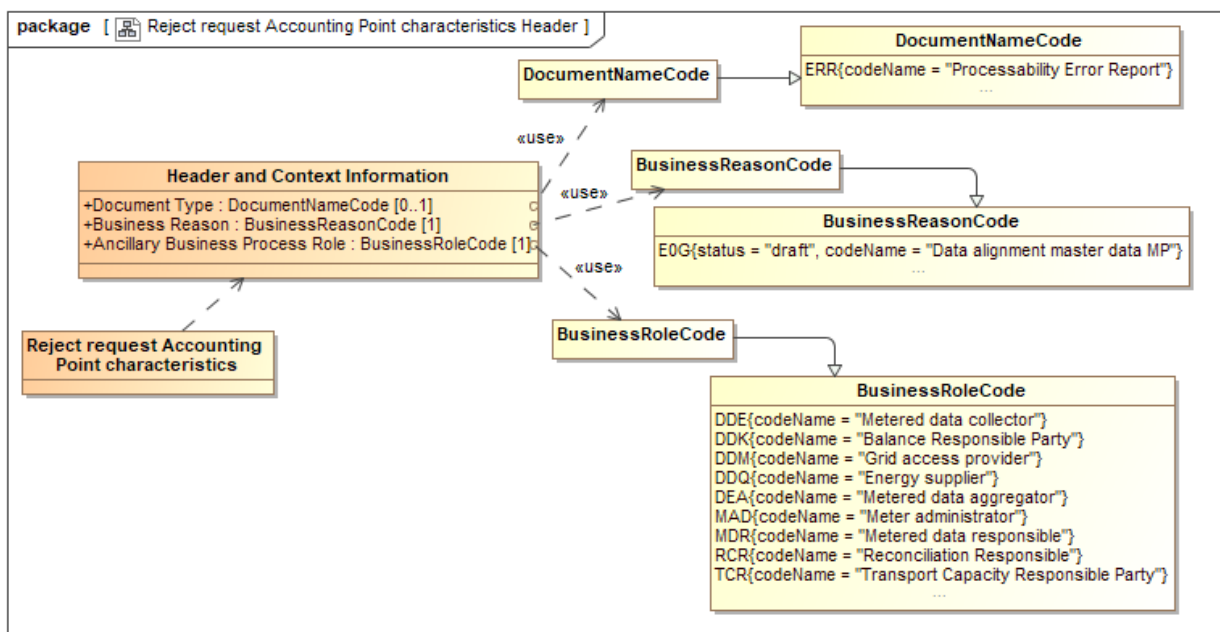 package [ Reject request Accounting Point characteristics Header ]
DocumentNameCode
DocumentNameCode
ERR{codeName = "Processability Error Report"}
...
«use»
Header and Context Information
+Document Type : DocumentNameCode [0..1]
+Business Reason : BusinessReasonCode [1]
+Ancillary Business Process Role : BusinessRoleCode [1]
«use»
BusinessReasonCode
BusinessReasonCode
E0G{status = "draft", codeName = "Data alignment master data MP"}
...
«use»
BusinessRoleCode
Reject request Accounting
Point characteristics
BusinessRoleCode
DDE{codeName = "Metered data collector"}
DDK{codeName = "Balance Responsible Party"}
DDM{codeName = "Grid access provider"}
DDQ{codeName = "Energy supplier"}
DEA{codeName = "Metered data aggregator"}
MAD{codeName = "Meter administrator"}
MDR{codeName = "Metered data responsible"}
RCR{codeName = "Reconciliation Responsible"}
TCR{codeName = "Transport Capacity Responsible Party"}
...